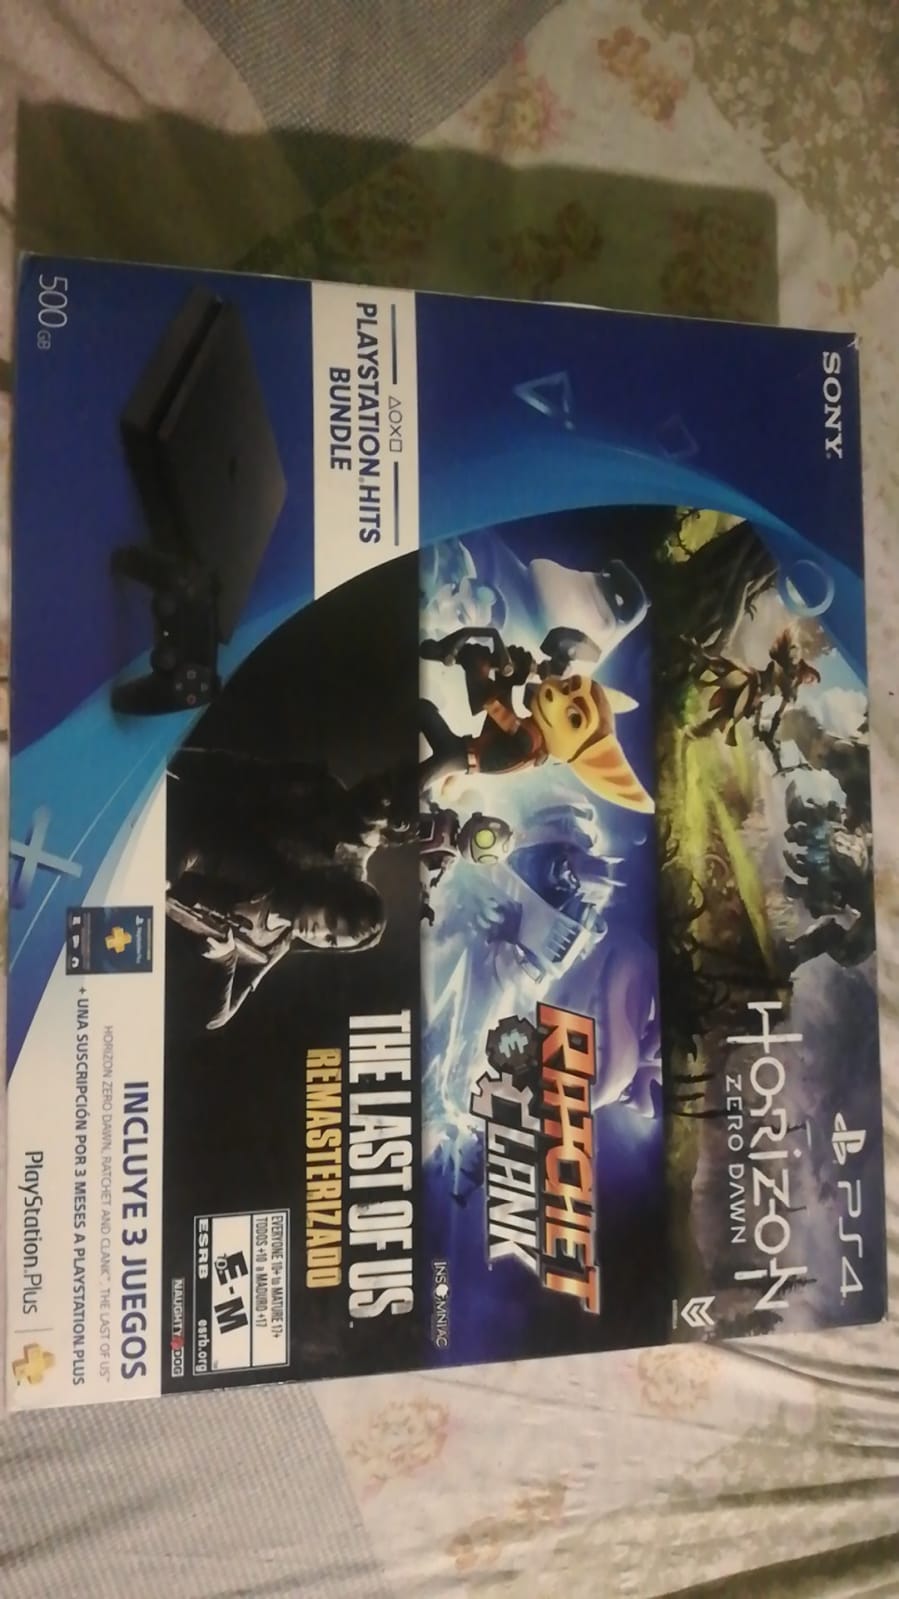 SONY
PS4
HORIZON
ZERO DAWN
GUERRILLA
RATCHET
CLANK
INSOMNIAC
PLAYSTATION HITS
BUNDLE
THE LAST OF US
REMASTERIZADO
EVERYONE 10+ to MATURE 17+
TODOS +10 a MADURO +17
E10+-M
ESRB esrb.org
NAUGHTY DOG
INCLUYE 3 JUEGOS
HORIZON ZERO DAWN, RATCHET AND CLANK™, THE LAST OF US™
+ UNA SUSCRIPCIÓN POR 3 MESES A PLAYSTATION PLUS
500 GB
PlayStation Plus